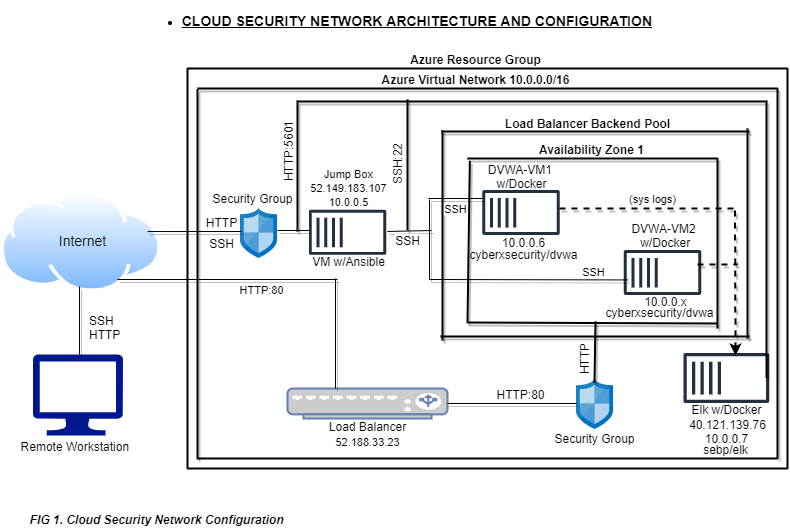 CLOUD SECURITY NETWORK ARCHITECTURE AND CONFIGURATION
Azure Resource Group
Azure Virtual Network 10.0.0.0/16
Load Balancer Backend Pool
Availability Zone 1
HTTP:5601
SSH:22
Jump Box
52.149.183.107
10.0.0.5
VM w/Ansible
Security Group
HTTP
SSH
Internet
SSH
SSH
DVWA-VM1
w/Docker
10.0.0.6
cyberxsecurity/dvwa
(sys logs)
DVWA-VM2
w/Docker
SSH
10.0.0.x
cyberxsecurity/dvwa
HTTP:80
SSH
HTTP
Remote Workstation
Load Balancer
52.188.33.23
HTTP:80
HTTP
Security Group
Elk w/Docker
40.121.139.76
10.0.0.7
sebp/elk
FIG 1. Cloud Security Network Configuration